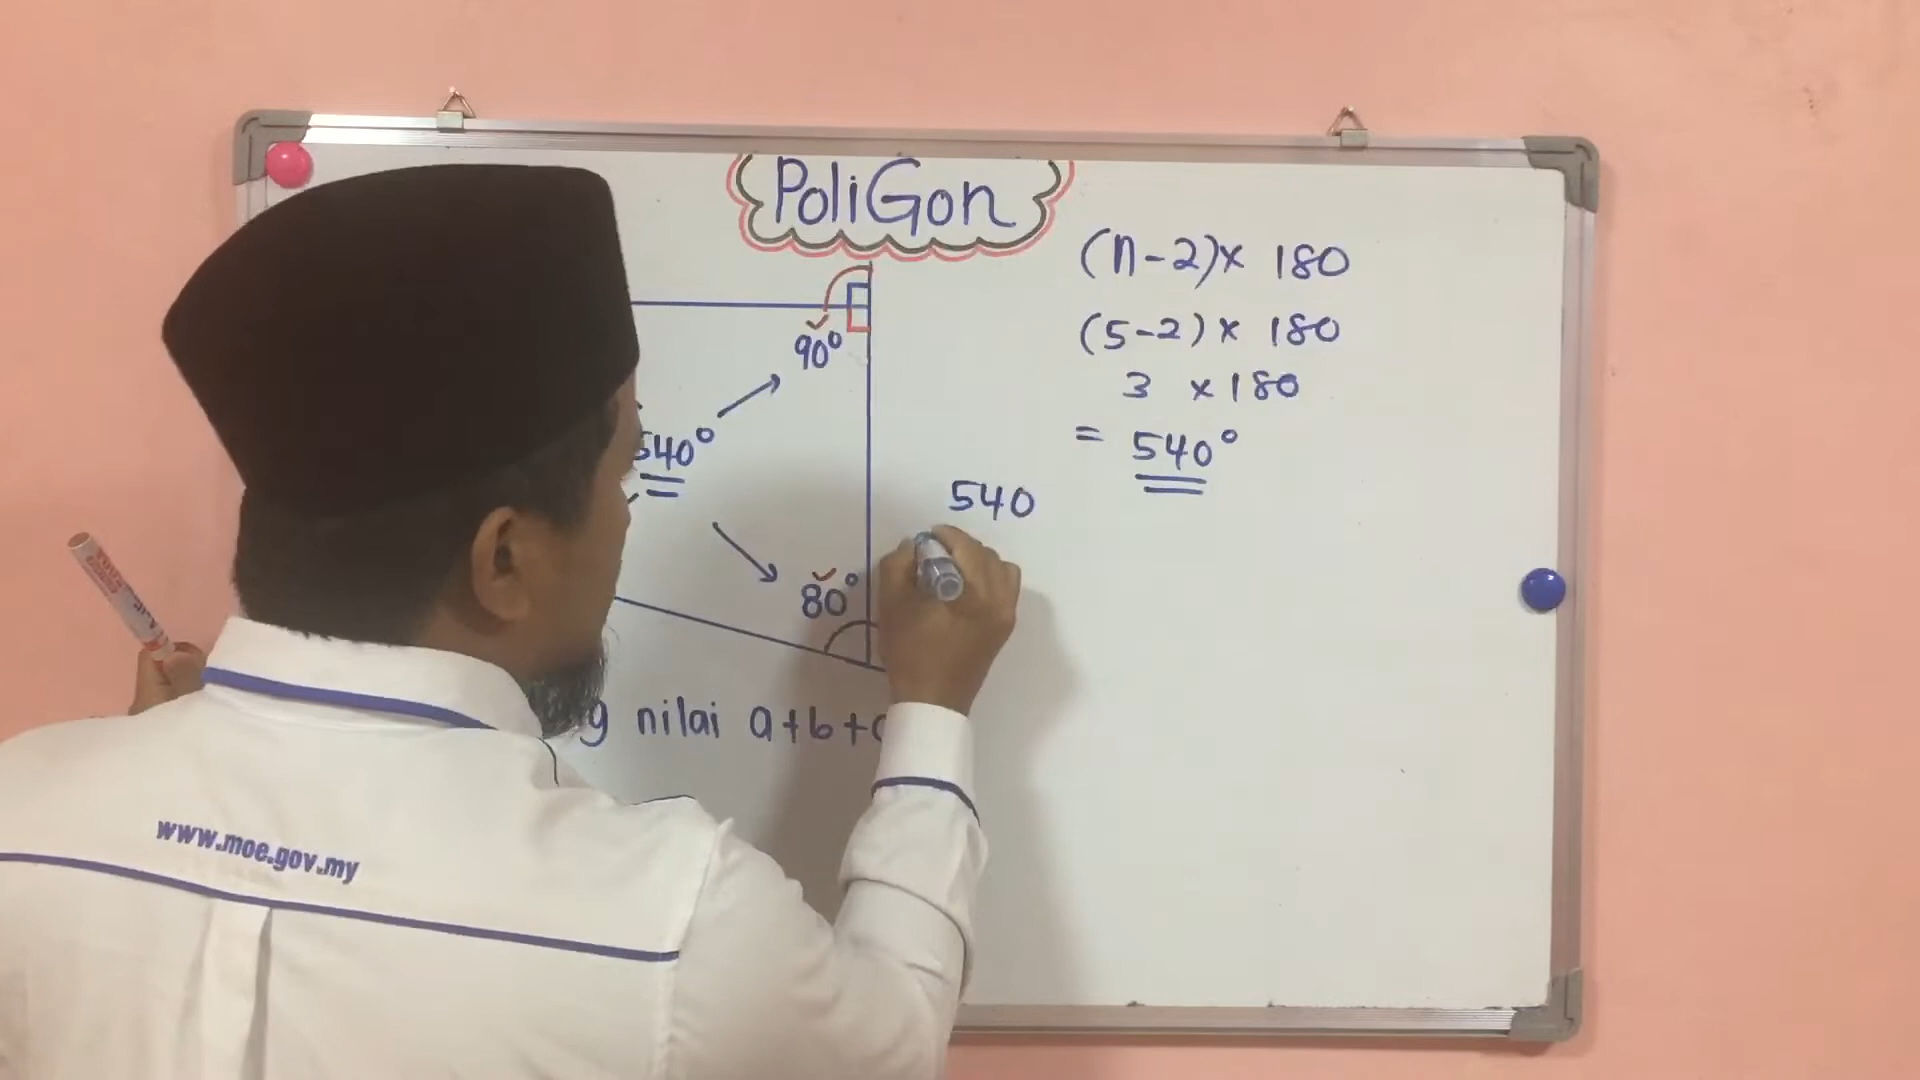 PoliGon
(n-2)x 180
(5-2) x 180
3 x 180
= 540°
90°
540°
540
80°
nilai a+b+
www.moe.gov.my